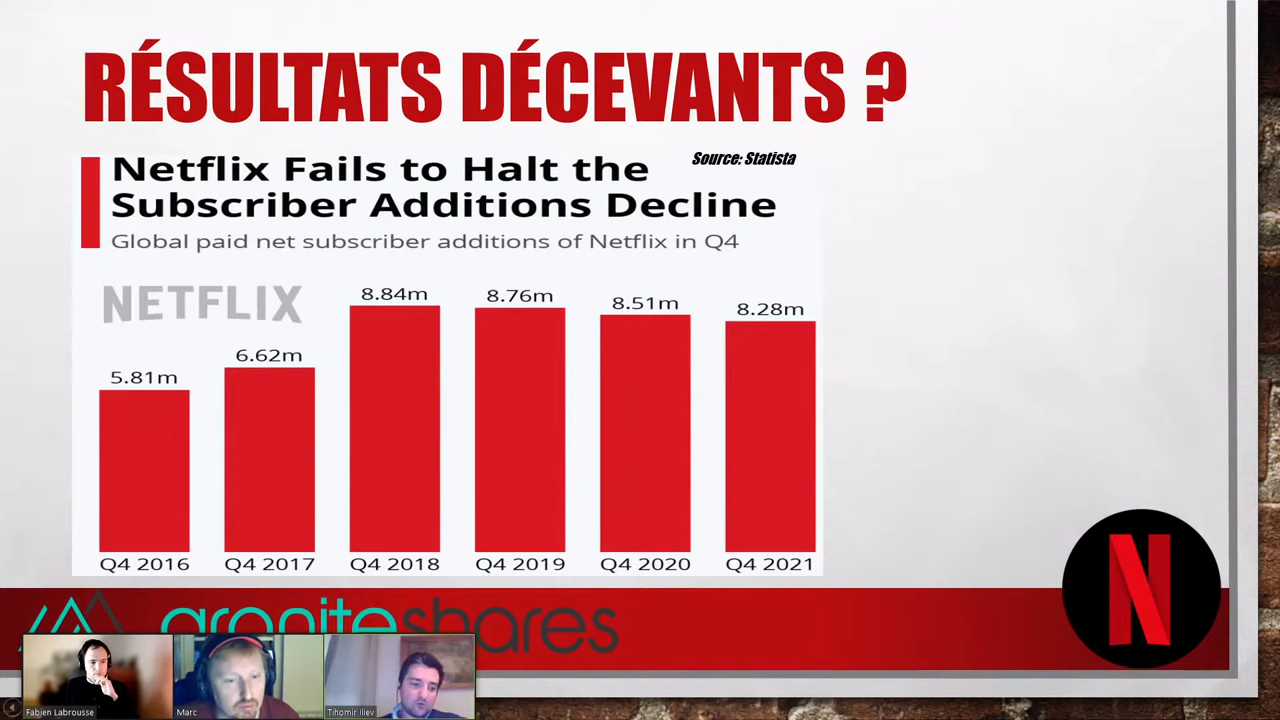 RÉSULTATS DÉCEVANTS ?
Source: Statista
Netflix Fails to Halt the
Subscriber Additions Decline
Global paid net subscriber additions of Netflix in Q4
NETFLIX
5.81m
6.62m
8.84m
8.76m
8.51m
8.28m
Q4 2016
Q4 2017
Q4 2018
Q4 2019
Q4 2020
Q4 2021
graniteshares
N
Fabien Labrousse
Marc
Tihomir Iliev